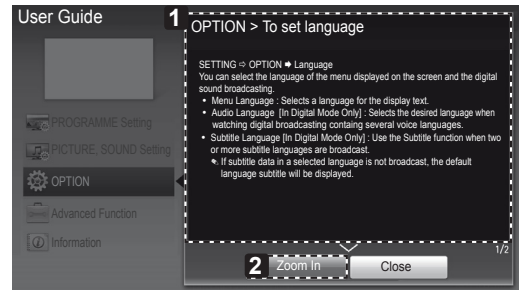 User Guide
1
OPTION > To set language
SETTING ⇨ OPTION ➡ Language
You can select the language of the menu displayed on the screen and the digital
sound broadcasting.
• Menu Language : Selects a language for the display text.
• Audio Language [In Digital Mode Only] : Selects the desired language when
watching digital broadcasting containg several voice languages.
• Subtitle Language [In Digital Mode Only] : Use the Subtitle function when two
or more subtitle languages are broadcast.
If subtitle data in a selected language is not broadcast, the default
language subtitle will be displayed.
PROGRAMME Setting
PICTURE, SOUND Setting
OPTION
Advanced Function
Information
1/2
2
Zoom In
Close